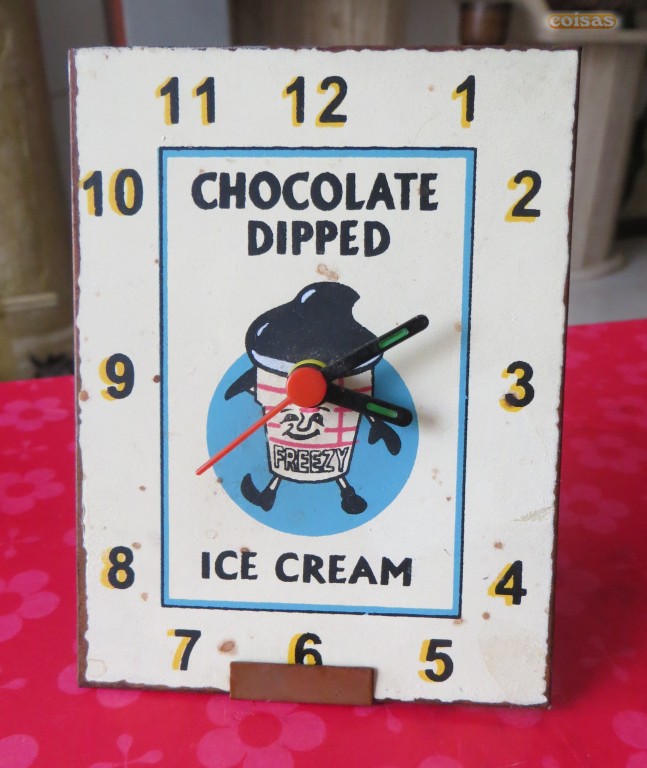 coisas
11 12 1
10 2
CHOCOLATE
DIPPED
9 3
FREEZY
8 4
ICE CREAM
7 6 5